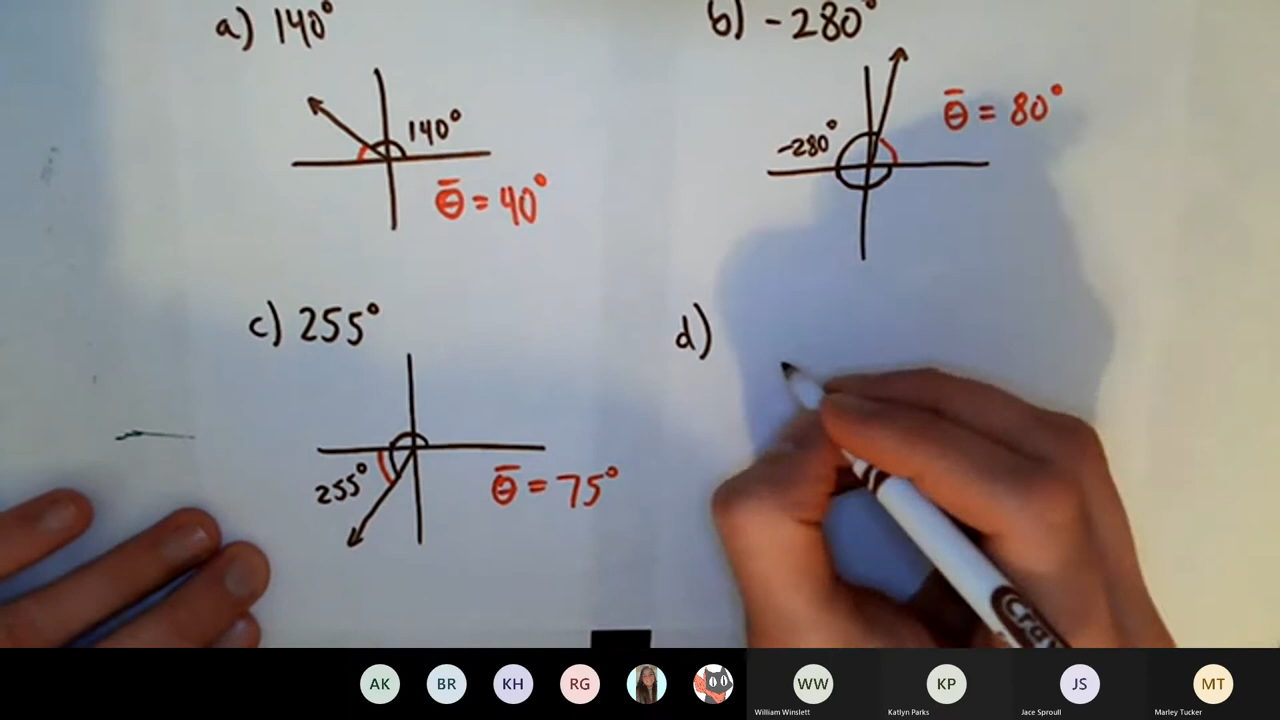 a) 140°
b) -280°
140°
θ̄ = 40°
-280°
θ̄ = 80°
c) 255°
d)
255°
θ̄ = 75°
Cray
AK
BR
KH
RG
WW
KP
JS
MT
William Winslett
Katlyn Parks
Jace Sproull
Marley Tucker